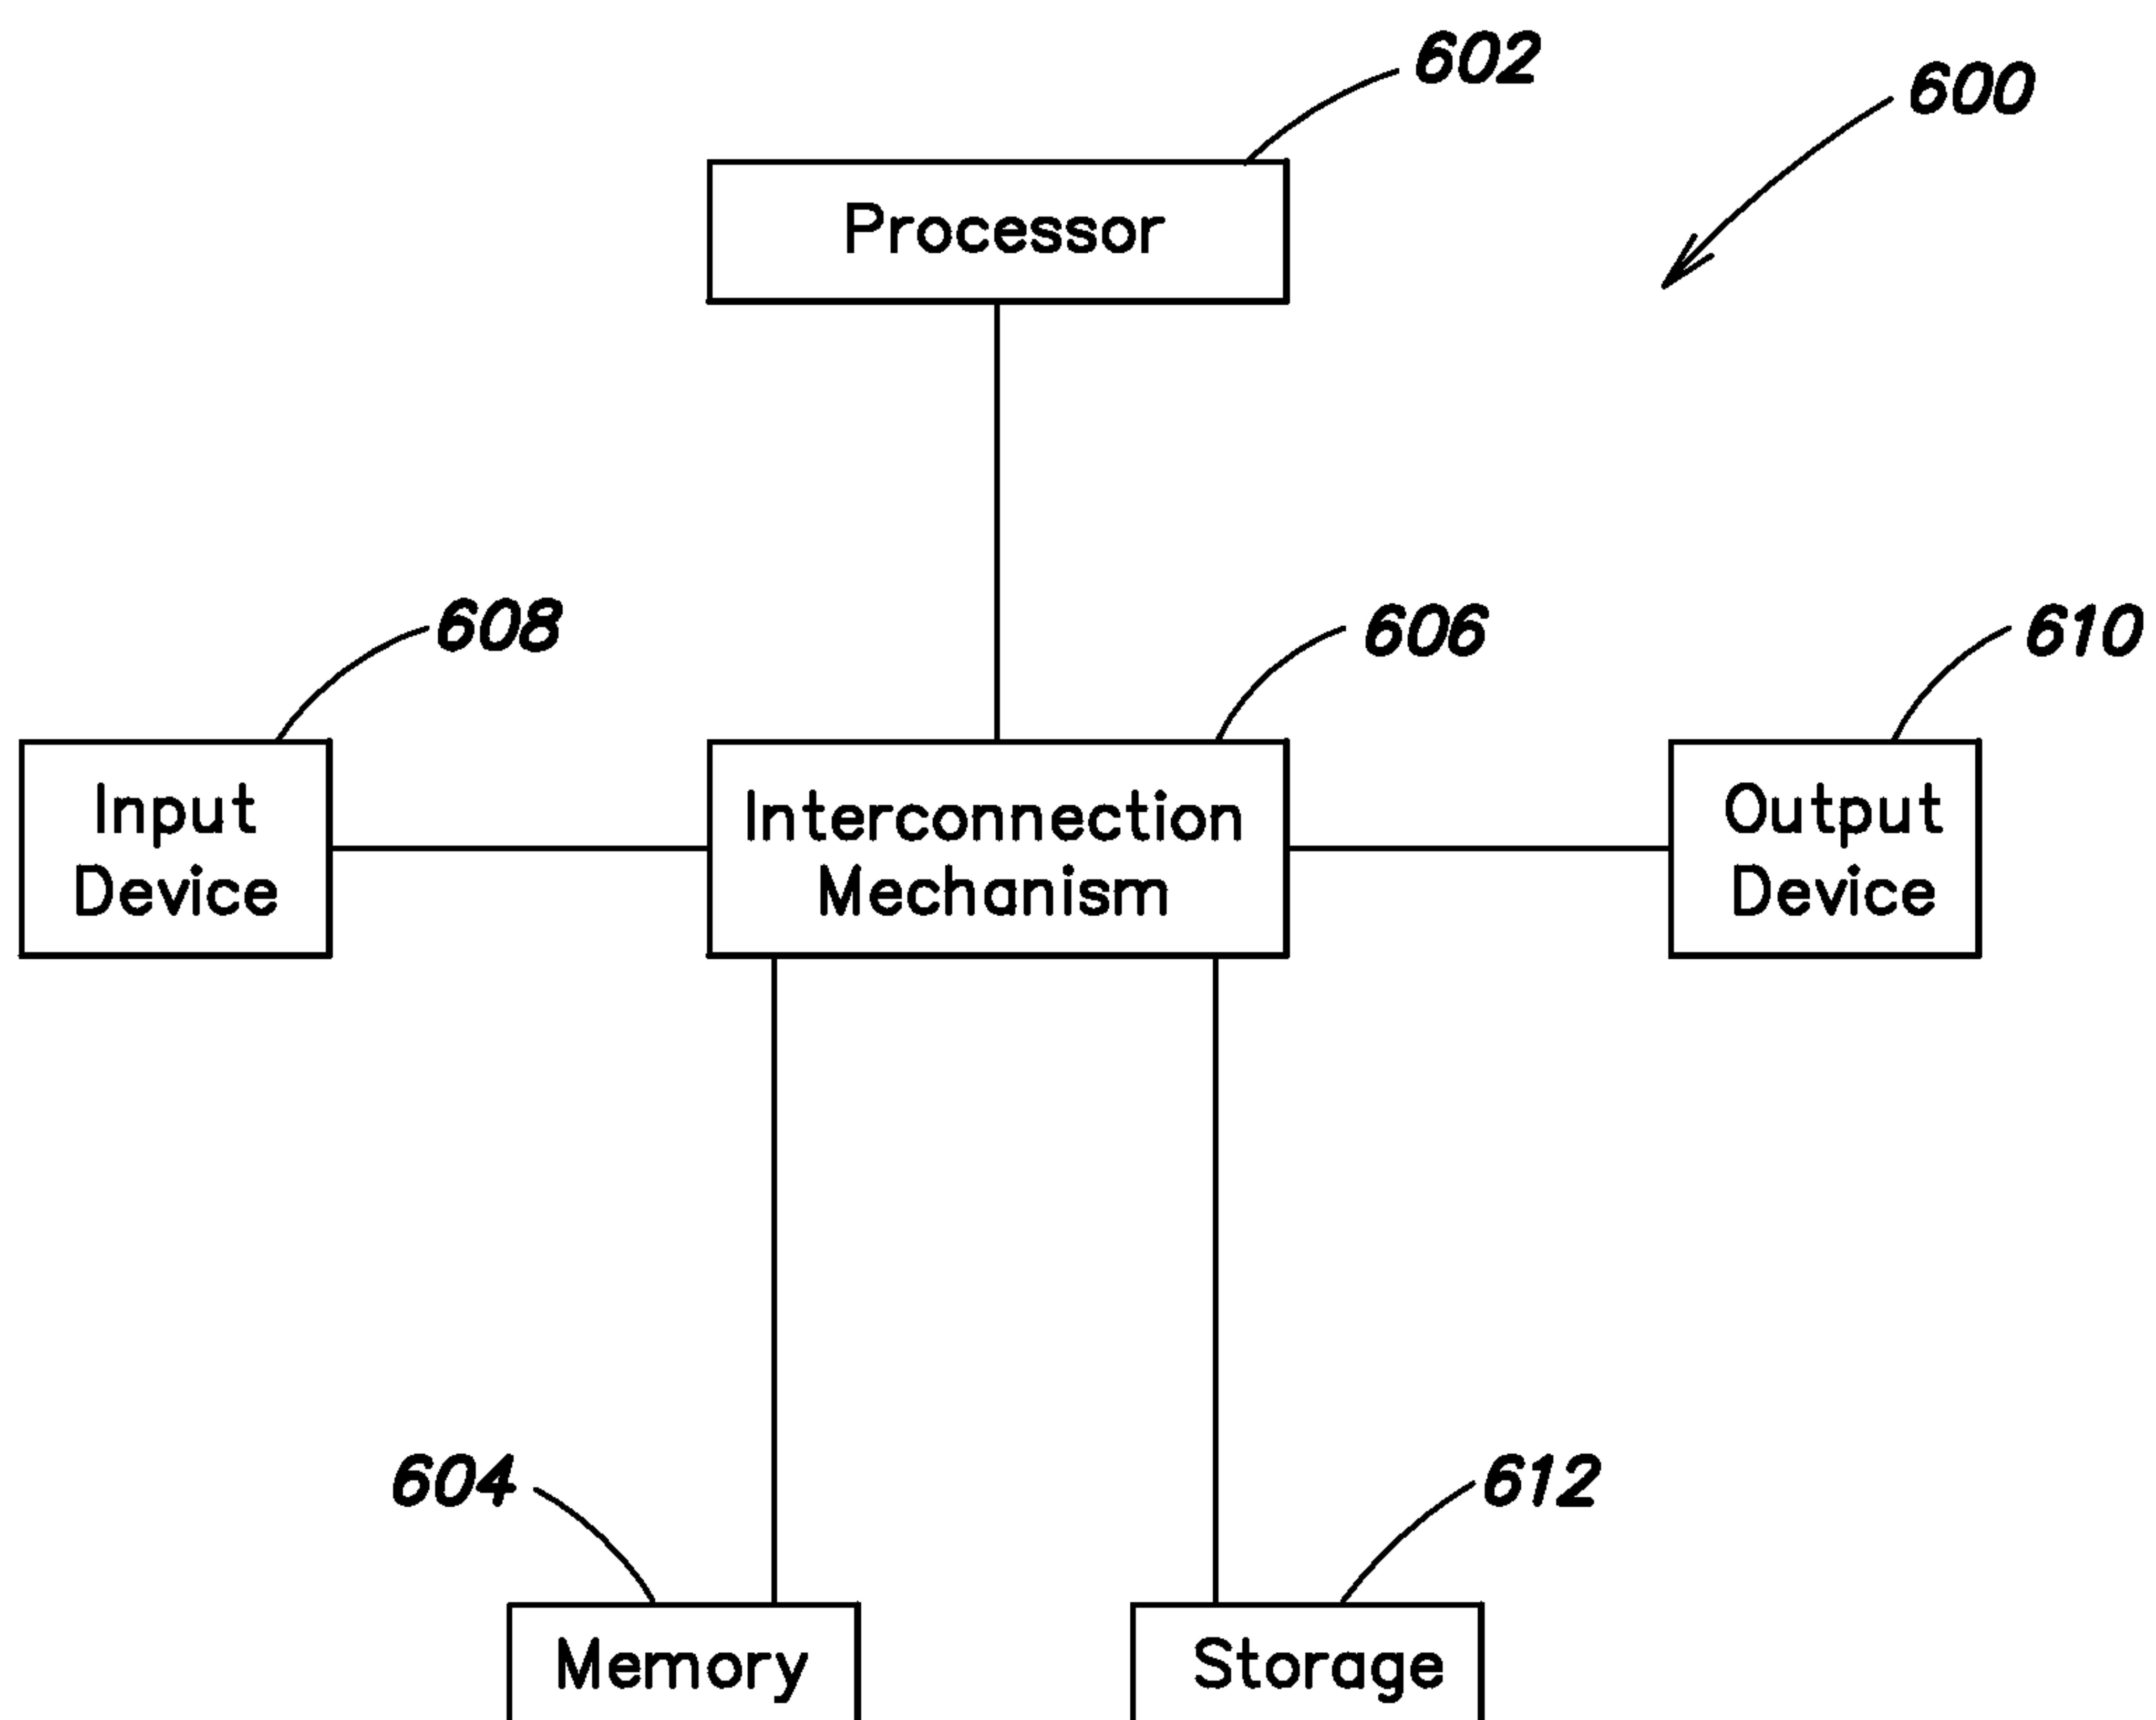 602
600
Processor
608
606
610
Input
Device
Interconnection
Mechanism
Output
Device
604
612
Memory
Storage